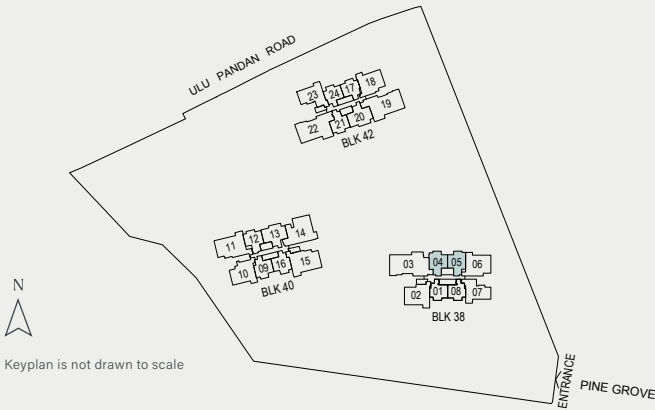 ULU PANDAN ROAD
23 24 17 18
22 21 20 19
BLK 42
11 12 13 14
10 09 16 15
BLK 40
03 04 05 06
02 01 08 07
BLK 38
N
Keyplan is not drawn to scale
ENTRANCE
PINE GROVE